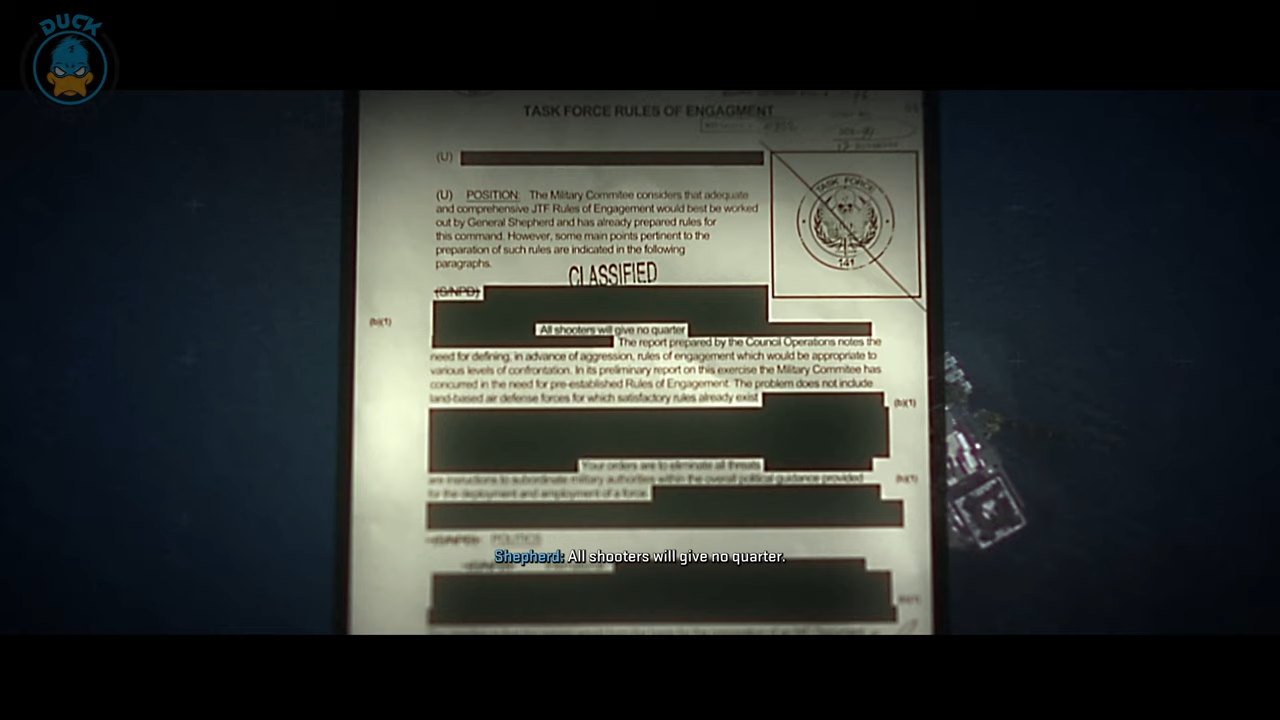 DUCK
TASK FORCE RULES OF ENGAGMENT
(U)
(U) POSITION: The Military Commitee considers that adequate
and comprehensive JTF Rules of Engagement would best be worked
out by General Shepherd and has already prepared rules for
this command. However, some main points pertinent to the
preparation of such rules are indicated in the following
paragraphs.
TASK FORCE
141
CLASSIFIED
(S/NPD)
(b)(1)
All shooters will give no quarter
The report prepared by the Council Operations notes the
need for defining, in advance of aggression, rules of engagement which would be appropriate to
various levels of confrontation. In its preliminary report on this exercise the Military Commitee has
concurred in the need for pre-established Rules of Engagement. The problem does not include
land-based air defense forces for which satisfactory rules already exist
(b)(1)
Your orders are to eliminate all threats
are instructions to subordinate military authorities within the overall political guidance provided
(b)(1)
for the deployment and employment of a force.
POLITICS
Shepherd: All shooters will give no quarter.